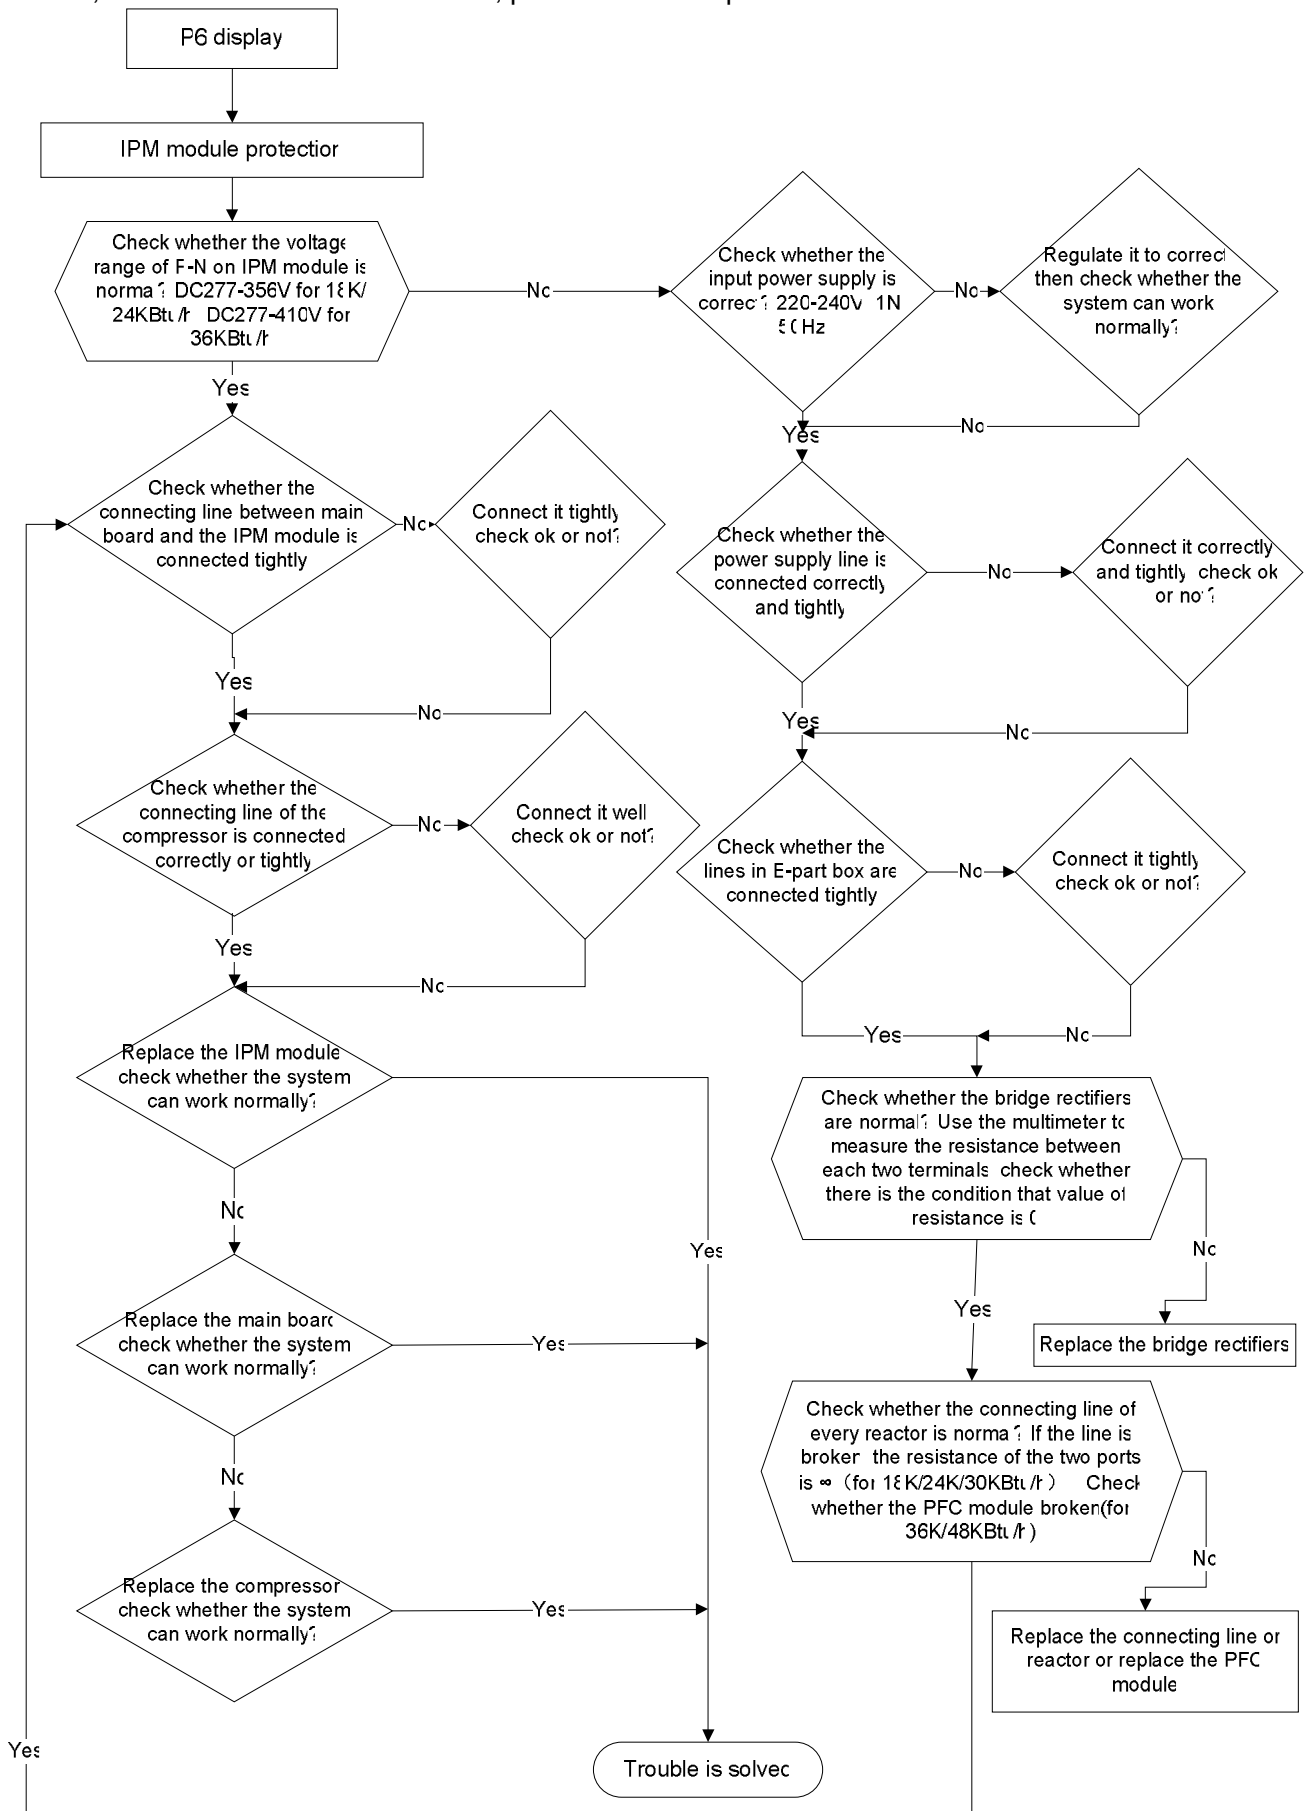 P6 display
IPM module protection
Check whether the voltage
range of P-N on IPM module is
normal? DC277-356V for 18K/
24KBtu/h DC277-410V for
36KBtu/h
No
Check whether the
input power supply is
correct? 220-240V 1N
50Hz
No
Regulate it to correct
then check whether the
system can work
normally?
Yes
No
Yes
Check whether the
connecting line between main
board and the IPM module is
connected tightly
No
Connect it tightly
check ok or not?
Check whether the
power supply line is
connected correctly
and tightly
No
Connect it correctly
and tightly check ok
or not?
Yes
No
Yes
No
Check whether the
connecting line of the
compressor is connected
correctly or tightly
No
Connect it well
check ok or not?
Check whether the
lines in E-part box are
connected tightly
No
Connect it tightly
check ok or not?
Yes
No
Yes
No
Replace the IPM module
check whether the system
can work normally?
Check whether the bridge rectifiers
are normal? Use the multimeter to
measure the resistance between
each two terminals check whether
there is the condition that value of
resistance is 0
No
Yes
No
Yes
Replace the bridge rectifiers
Replace the main board
check whether the system
can work normally?
Yes
Check whether the connecting line of
every reactor is normal? If the line is
broken the resistance of the two ports
is ∞（for 18K/24K/30KBtu/h） Check
whether the PFC module broken(for
36K/48KBtu/h)
No
No
Replace the compressor
check whether the system
can work normally?
Yes
Replace the connecting line or
reactor or replace the PFC
module
Yes
Trouble is solved